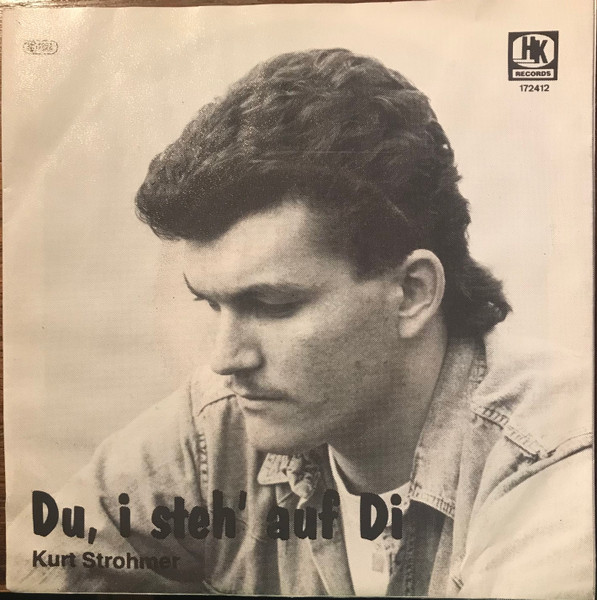 HK
RECORDS
172412
Du, i steh' auf Di
Kurt Strohmer